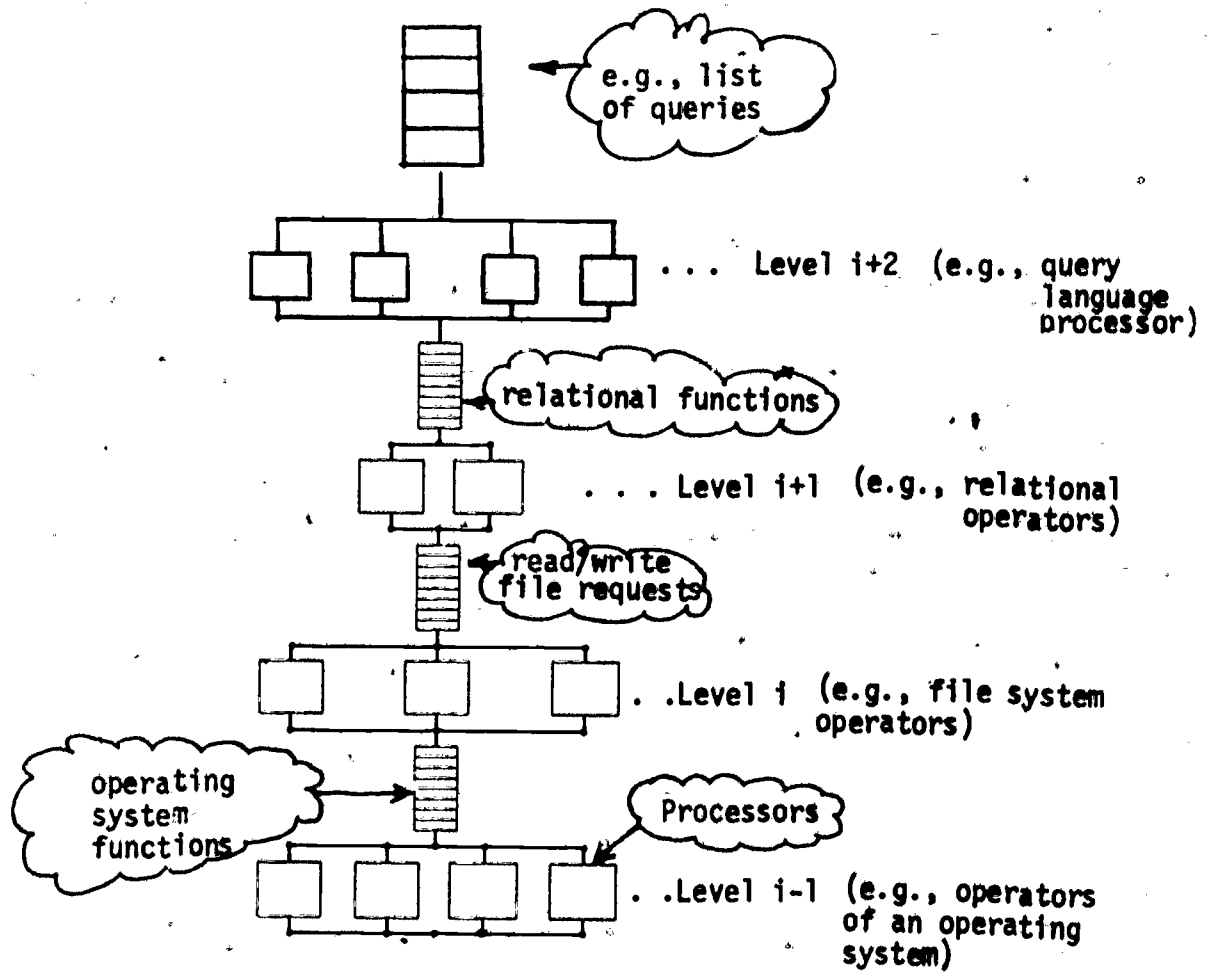 e.g., list
of queries
... Level i+2 (e.g., query
language
processor)
relational functions
... Level i+1 (e.g., relational
operators)
read/write
file requests
. .Level i (e.g., file system
operators)
operating
system
functions
Processors
. .Level i-1 (e.g., operators
of an operating
system)